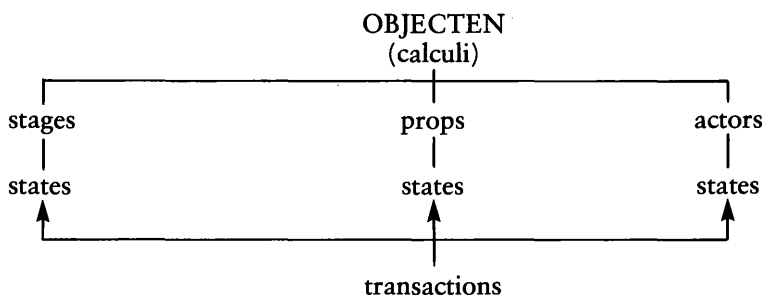 OBJECTEN
(calculi)
stages props actors
states states states
transactions